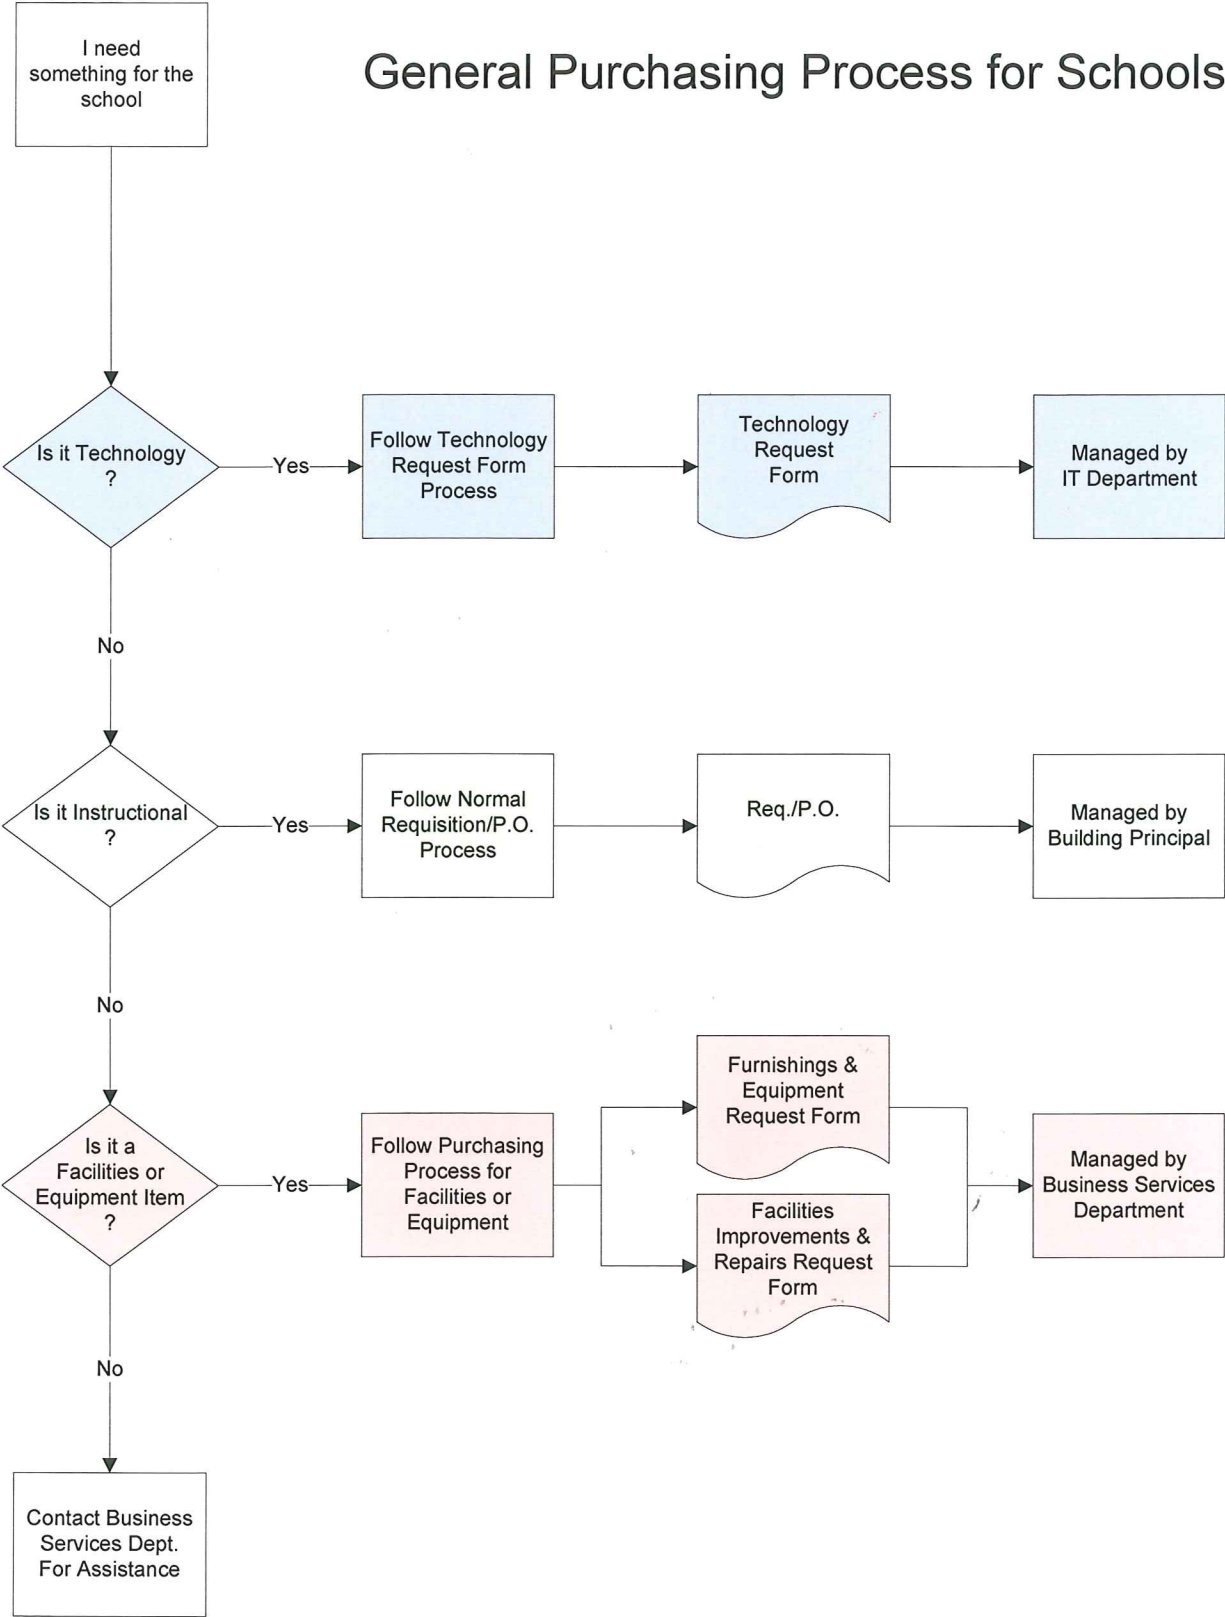 General Purchasing Process for Schools
I need
something for the
school
Is it Technology
?
Yes
Follow Technology
Request Form
Process
Technology
Request
Form
Managed by
IT Department
No
Is it Instructional
?
Yes
Follow Normal
Requisition/P.O.
Process
Req./P.O.
Managed by
Building Principal
No
Is it a
Facilities or
Equipment Item
?
Yes
Follow Purchasing
Process for
Facilities or
Equipment
Furnishings &
Equipment
Request Form
Facilities
Improvements &
Repairs Request
Form
Managed by
Business Services
Department
No
Contact Business
Services Dept.
For Assistance